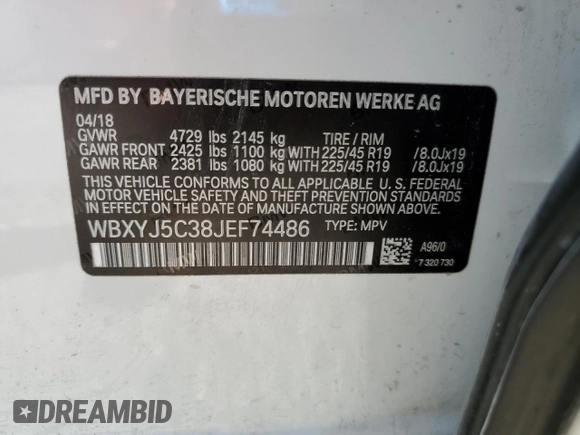 MFD BY BAYERISCHE MOTOREN WERKE AG
04/18
GVWR 4729 lbs 2145 kg TIRE / RIM
GAWR FRONT 2425 lbs 1100 kg WITH 225/45 R19 /8.0Jx19
GAWR REAR 2381 lbs 1080 kg WITH 225/45 R19 /8.0Jx19
THIS VEHICLE CONFORMS TO ALL APPLICABLE U. S. FEDERAL
MOTOR VEHICLE SAFETY AND THEFT PREVENTION STANDARDS
IN EFFECT ON THE DATE OF MANUFACTURE SHOWN ABOVE.
WBXYJ5C38JEF74486 TYPE: MPV
A96/0
7 320 730
DREAMBID